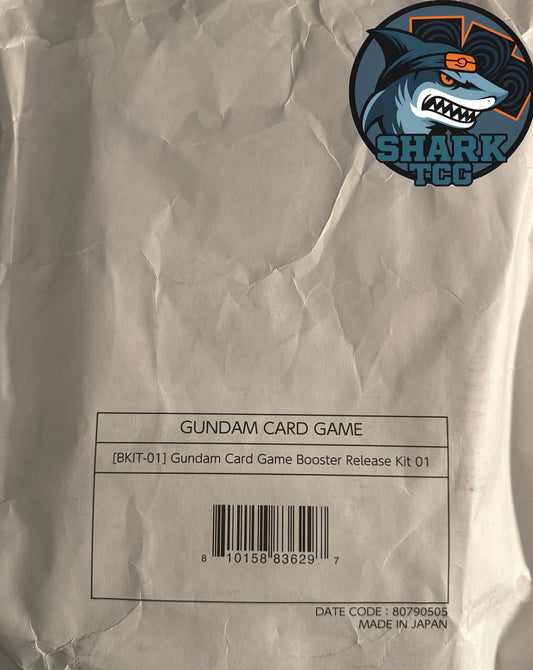 SHARK
TCG
GUNDAM CARD GAME
[BKIT-01] Gundam Card Game Booster Release Kit 01
8 10158 83629 7
DATE CODE : 80790505
MADE IN JAPAN